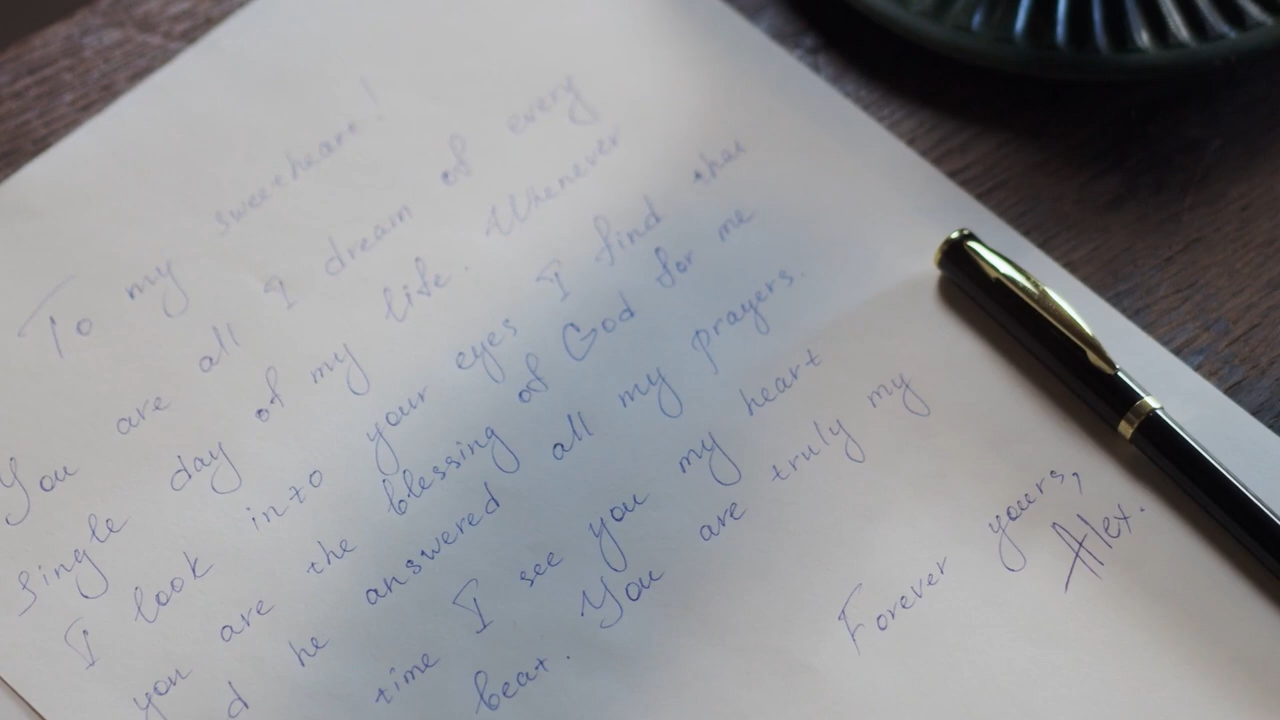 To my sweetheart!
You are all I dream of every
single day of my life. Whenever
I look into your eyes I find that
you are the blessing of God for me
d he answered all my prayers.
time I see you my heart
beat. You are truly my
Forever yours,
Alex.